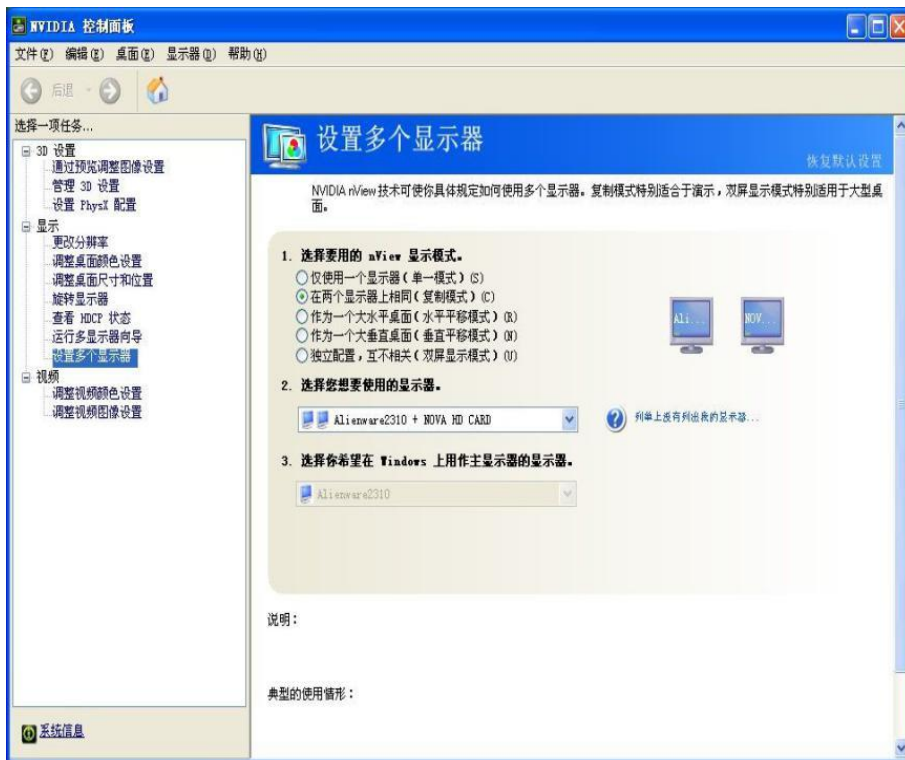 NVIDIA 控制面板
文件(F) 编辑(E) 桌面(E) 显示器(D) 帮助(H)
后退
选择一项任务...
3D 设置
通过预览调整图像设置
管理 3D 设置
设置 PhysX 配置
显示
更改分辨率
调整桌面颜色设置
调整桌面尺寸和位置
旋转显示器
查看 HDCP 状态
运行多显示器向导
设置多个显示器
视频
调整视频颜色设置
调整视频图像设置
系统信息
设置多个显示器
恢复默认设置
NVIDIA nView 技术可使你具体规定如何使用多个显示器。复制模式特别适合于演示,双屏显示模式特别适用于大型桌
面。
1. 选择要用的 nView 显示模式。
仅使用一个显示器(单一模式)(S)
在两个显示器上相同(复制模式)(C)
作为一个大水平桌面(水平平移模式)(R)
作为一个大垂直桌面(垂直平移模式)(N)
独立配置,互不相关(双屏显示模式)(U)
Ali...
NOV...
2. 选择您想要使用的显示器。
Alienware2310 + NOVA HD CARD
列单上没有列出我的显示器...
3. 选择你希望在 Windows 上用作主显示器的显示器。
Alienware2310
说明:
典型的使用情形: